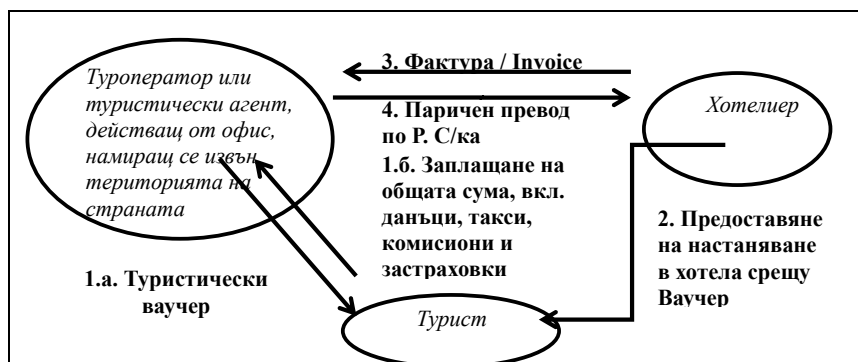 3. Фактура / Invoice
Туроператор или
туристически агент,
действащ от офис,
намиращ се извън
територията на
страната
Хотелиер
4. Паричен превод
по Р. С/ка
1.б. Заплащане на
общата сума, вкл.
данъци, такси,
комисиони и
застраховки
2. Предоставяне
на настаняване
в хотела срещу
Ваучер
1.а. Туристически
ваучер
Турист